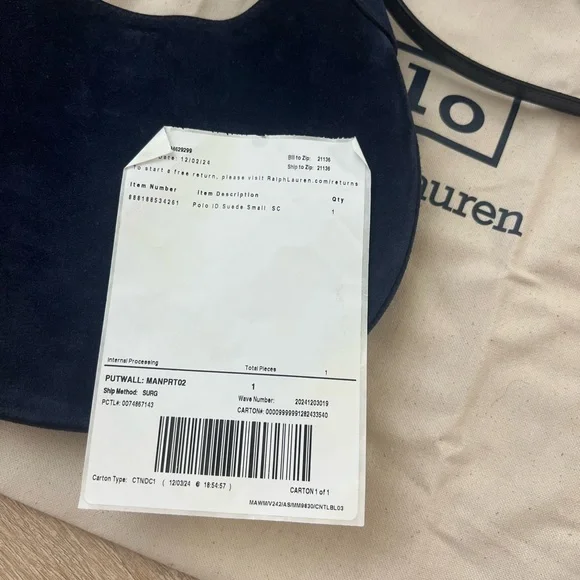 lo
auren
4629299
Date: 12/02/24
Bill to Zip: 21136
Ship to Zip: 21136
To start a free return, please visit RalphLauren.com/returns
Item Number Item Description Qty
888188534261 Polo ID Suede Small SC 1
Internal Processing
Total Pieces 1
PUTWALL: MANPRT02 1
Ship Method: SURG Wave Number: 20241203019
PCTL#: 0074867143 CARTON#: 00009999991282433540
Carton Type: CTNDC1 ( 12/03/24 @ 18:54:57 ) CARTON 1 of 1
MAWM/V242/AS/MM9830/CNTLBL03